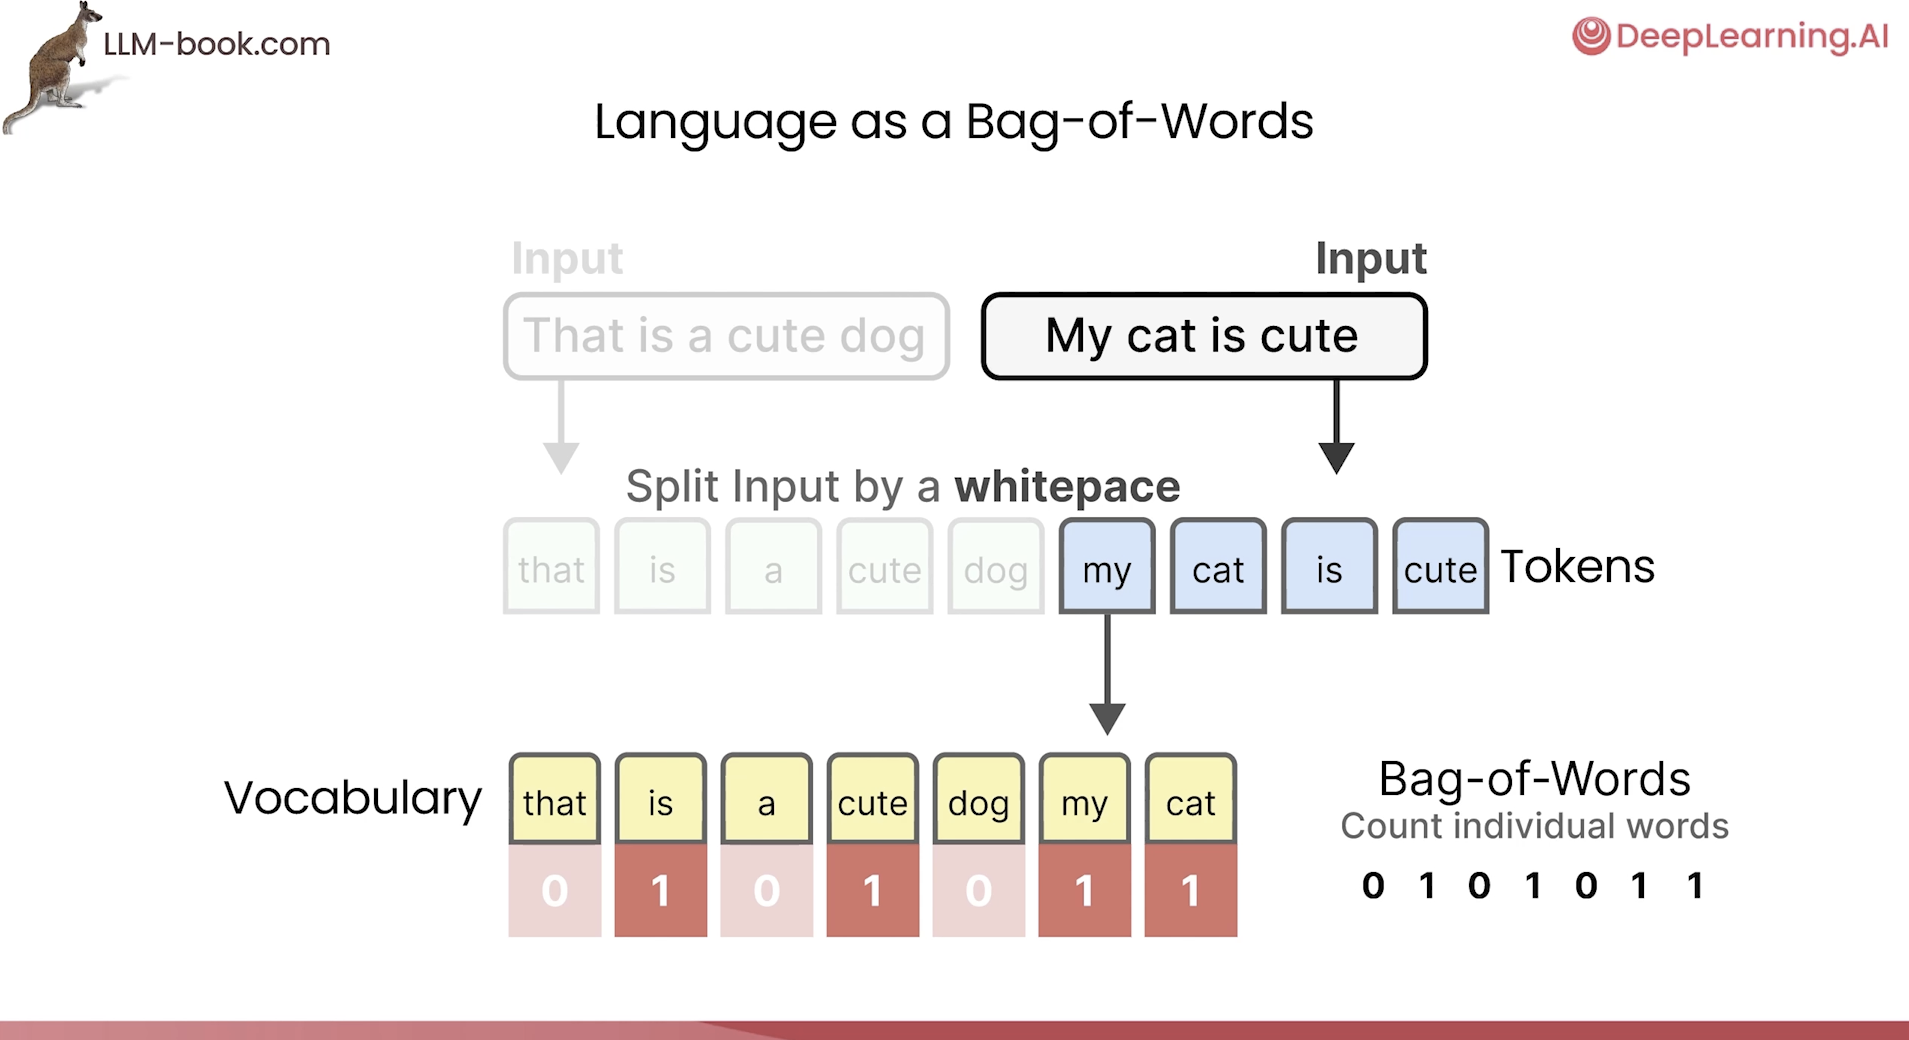 LLM-book.com
DeepLearning.AI
Language as a Bag-of-Words
Input
Input
That is a cute dog
My cat is cute
Split Input by a whitepace
that is a cute dog my cat is cute Tokens
Vocabulary that is a cute dog my cat
0 1 0 1 0 1 1
Bag-of-Words
Count individual words
0 1 0 1 0 1 1